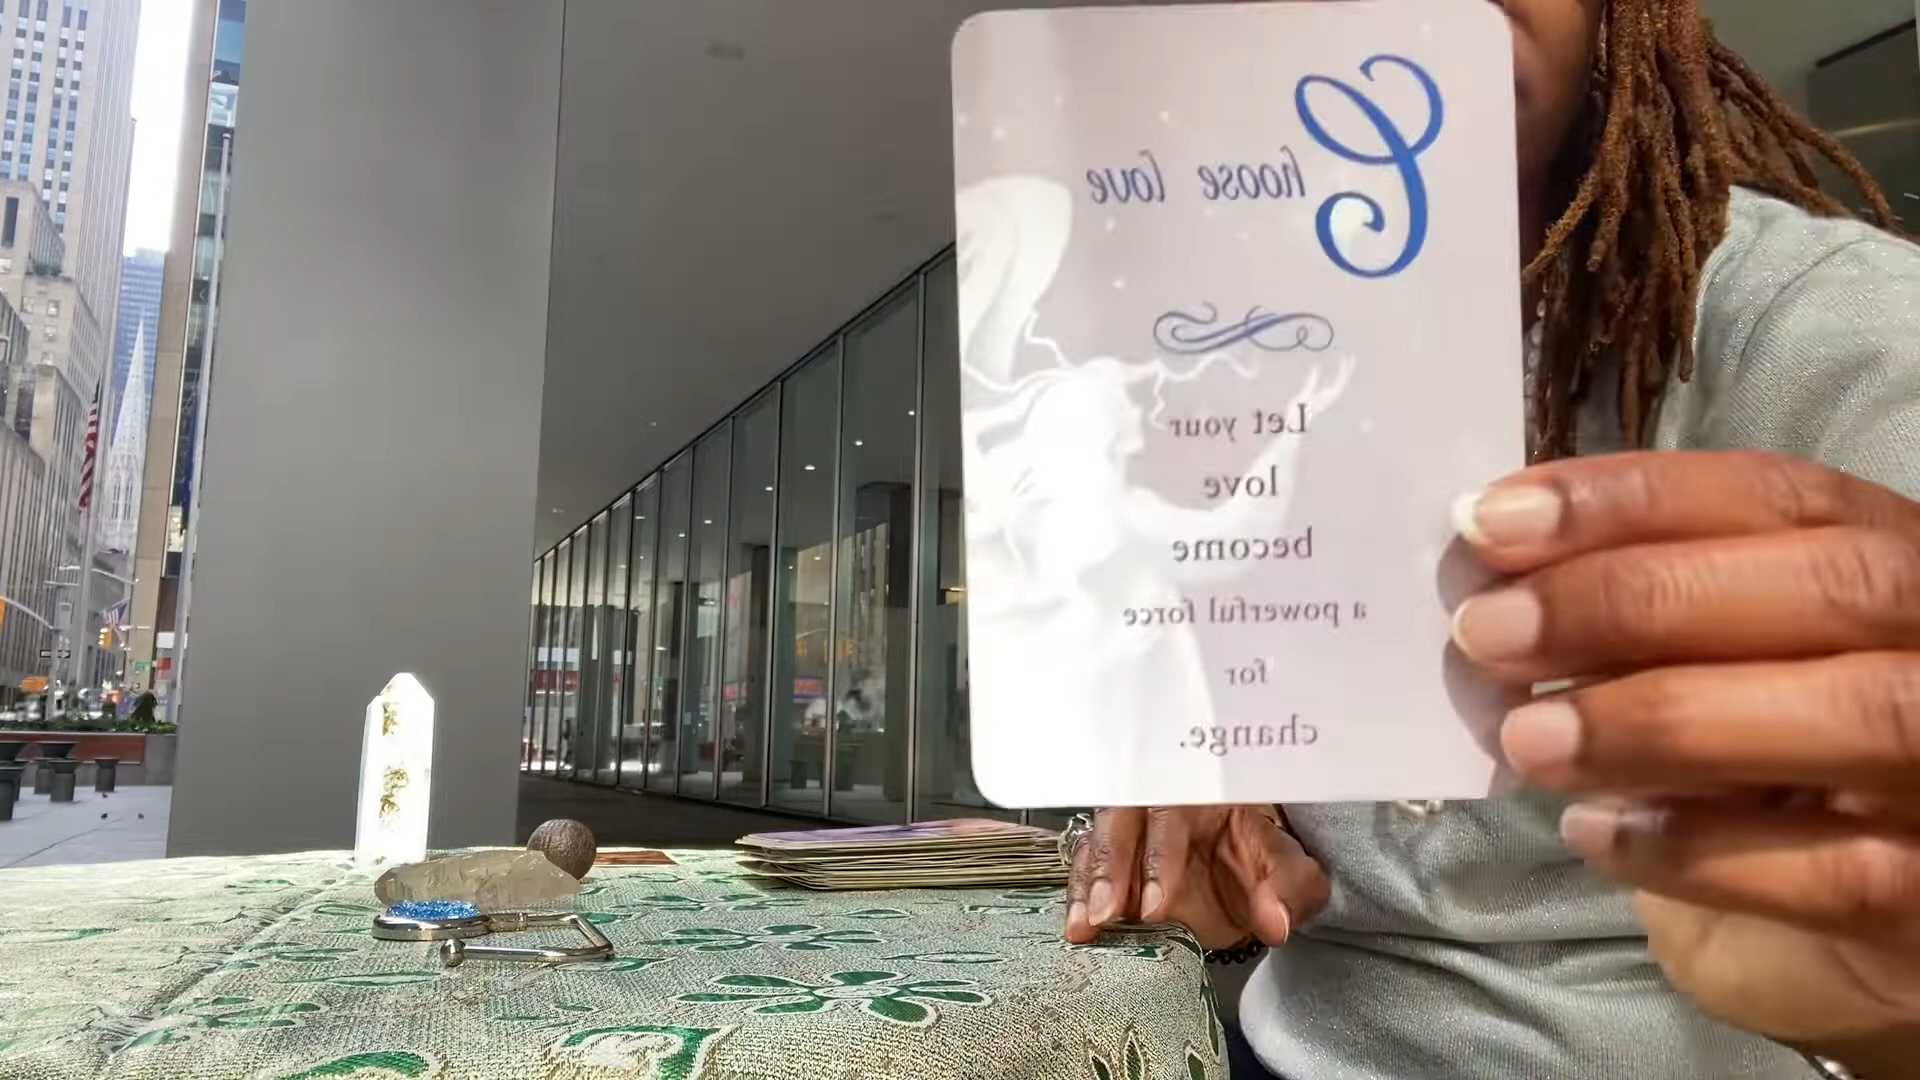 Choose love
Let your
love
become
a powerful force
for
change.